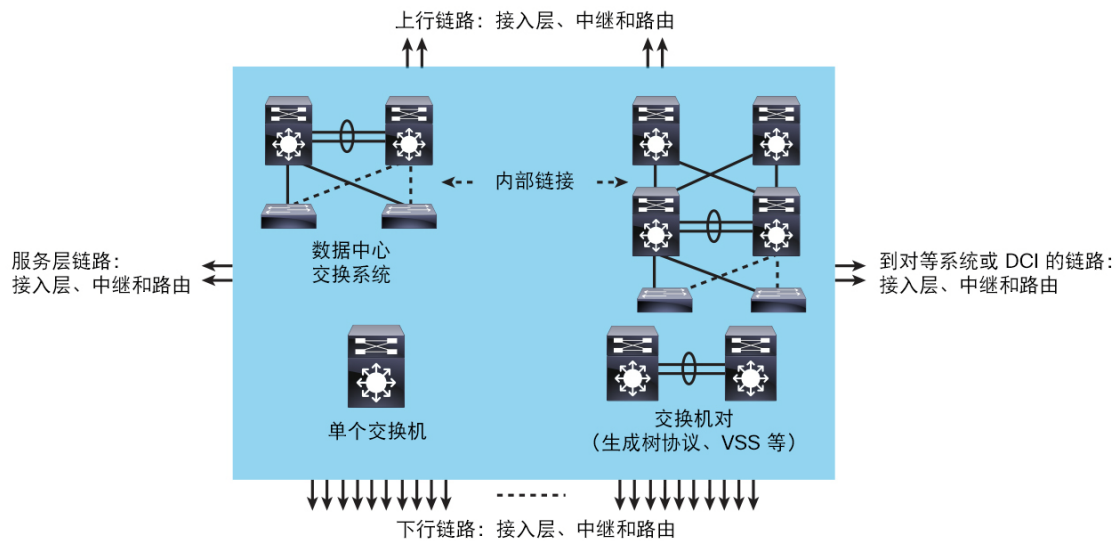 上行链路：接入层、中继和路由
内部链接
数据中心
交换系统
服务层链路：
接入层、中继和路由
到对等系统或 DCI 的链路：
接入层、中继和路由
单个交换机
交换机对
（生成树协议、VSS 等）
下行链路：接入层、中继和路由